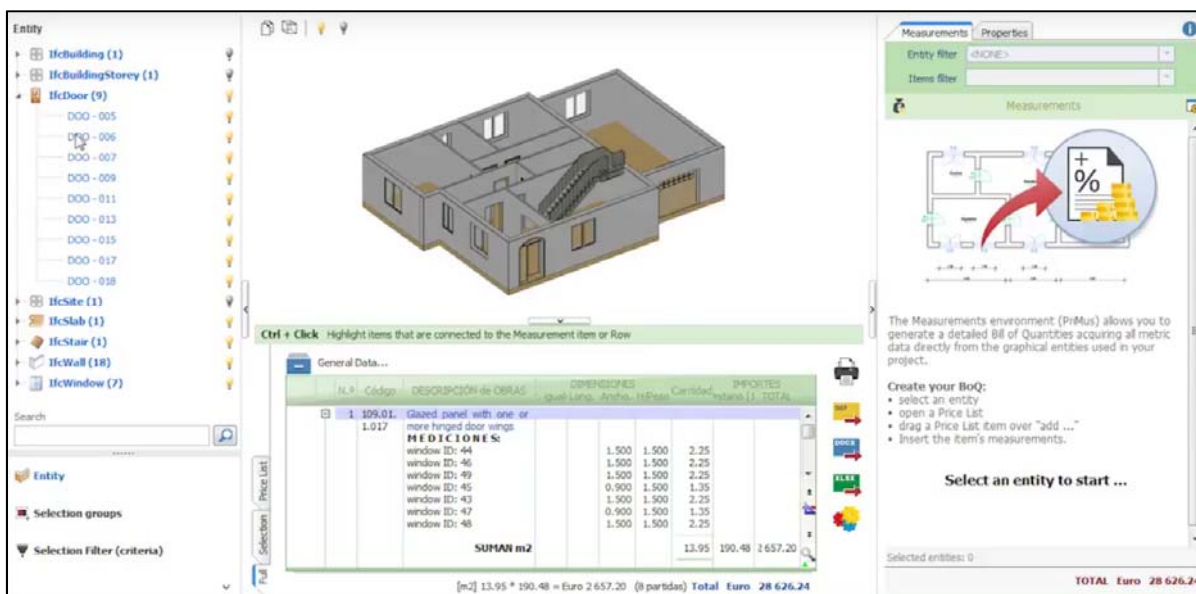 Entity
IfcBuilding (1)
IfcBuildingStorey (1)
IfcDoor (9)
DOO - 005
DOO - 006
DOO - 007
DOO - 009
DOO - 011
DOO - 013
DOO - 015
DOO - 017
DOO - 018
IfcSite (1)
IfcSlab (1)
IfcStair (1)
IfcWall (18)
IfcWindow (7)
Search
Entity
Selection groups
Selection Filter (criteria)
Ctrl + Click Highlight items that are connected to the Measurement item or Row
General Data...
DIMENSIONES IMPORTES
N.º Código DESCRIPCIÓN de OBRAS igual Long. Ancho. H/Peso Cantidad TOTAL
1 109.01. Glazed panel with one or
1.017 more hinged door wings
MEDICIONES:
window ID: 44 1.500 1.500 2.25
window ID: 46 1.500 1.500 2.25
window ID: 49 1.500 1.500 2.25
window ID: 45 0.900 1.500 1.35
window ID: 43 1.500 1.500 2.25
window ID: 47 0.900 1.500 1.35
window ID: 48 1.500 1.500 2.25
SUMAN m2 13.95 190.48 2 657.20
Price List
Selection
Full
DOCX
XLSX
[m2] 13.95 * 190.48 = Euro 2 657.20 (8 partidas) Total Euro 28 626.24
Measurements Properties
Entity filter <NONE>
Items filter
Measurements
+
%
The Measurements environment (PriMus) allows you to
generate a detailed Bill of Quantities acquiring all metric
data directly from the graphical entities used in your
project.
Create your BoQ:
• select an entity
• open a Price List
• drag a Price List item over "add ..."
• Insert the item's measurements.
Select an entity to start ...
Selected entities: 0
TOTAL Euro 28 626.24